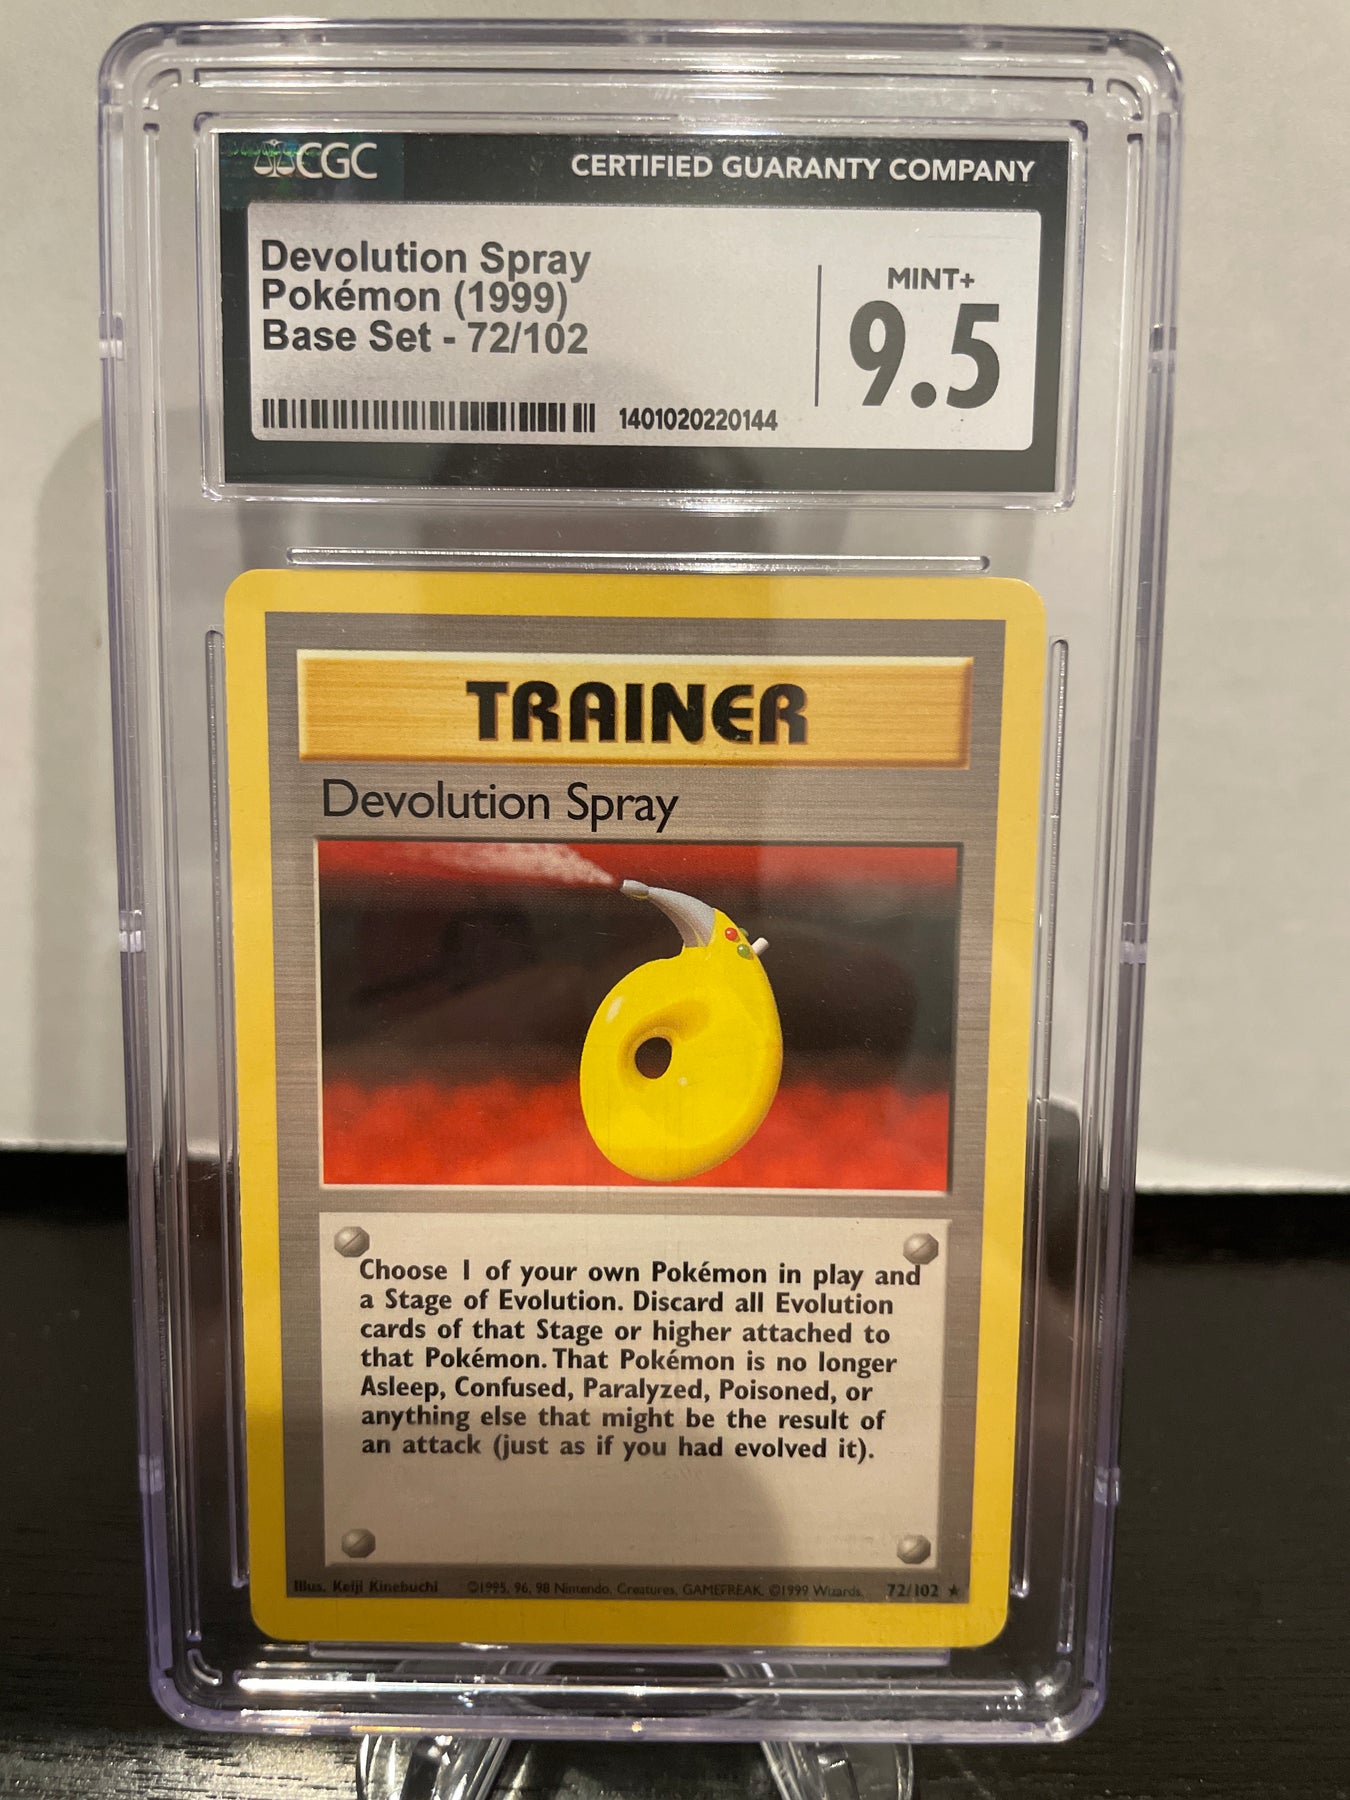 CGC
CERTIFIED GUARANTY COMPANY
Devolution Spray
Pokémon (1999)
Base Set - 72/102
MINT+
9.5
1401020220144
TRAINER
Devolution Spray
Choose 1 of your own Pokémon in play and
a Stage of Evolution. Discard all Evolution
cards of that Stage or higher attached to
that Pokémon. That Pokémon is no longer
Asleep, Confused, Paralyzed, Poisoned, or
anything else that might be the result of
an attack (just as if you had evolved it).
Illus. Keiji Kinebuchi ©1995, 96, 98 Nintendo, Creatures, GAMEFREAK. ©1999 Wizards. 72/102 ★